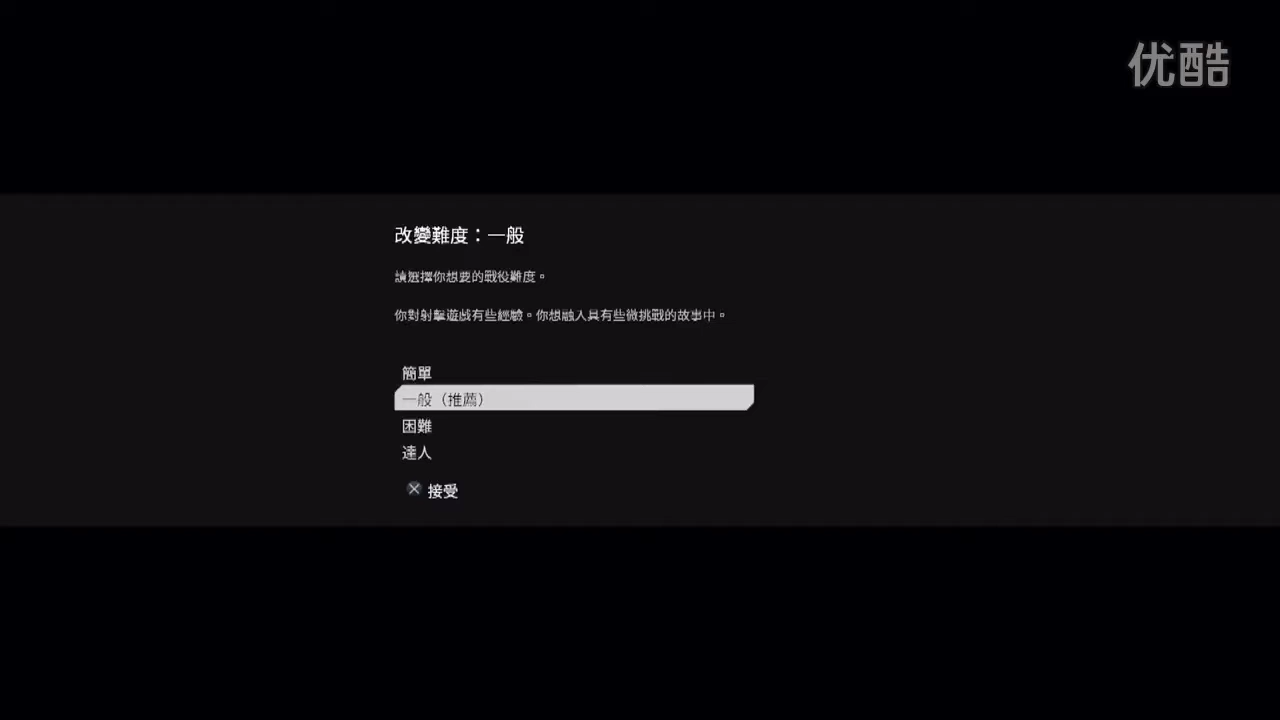 优酷
改變難度：一般
請選擇你想要的戰役難度。
你對射擊遊戲有些經驗。你想融入具有些微挑戰的故事中。
簡單
一般（推薦）
困難
達人
接受